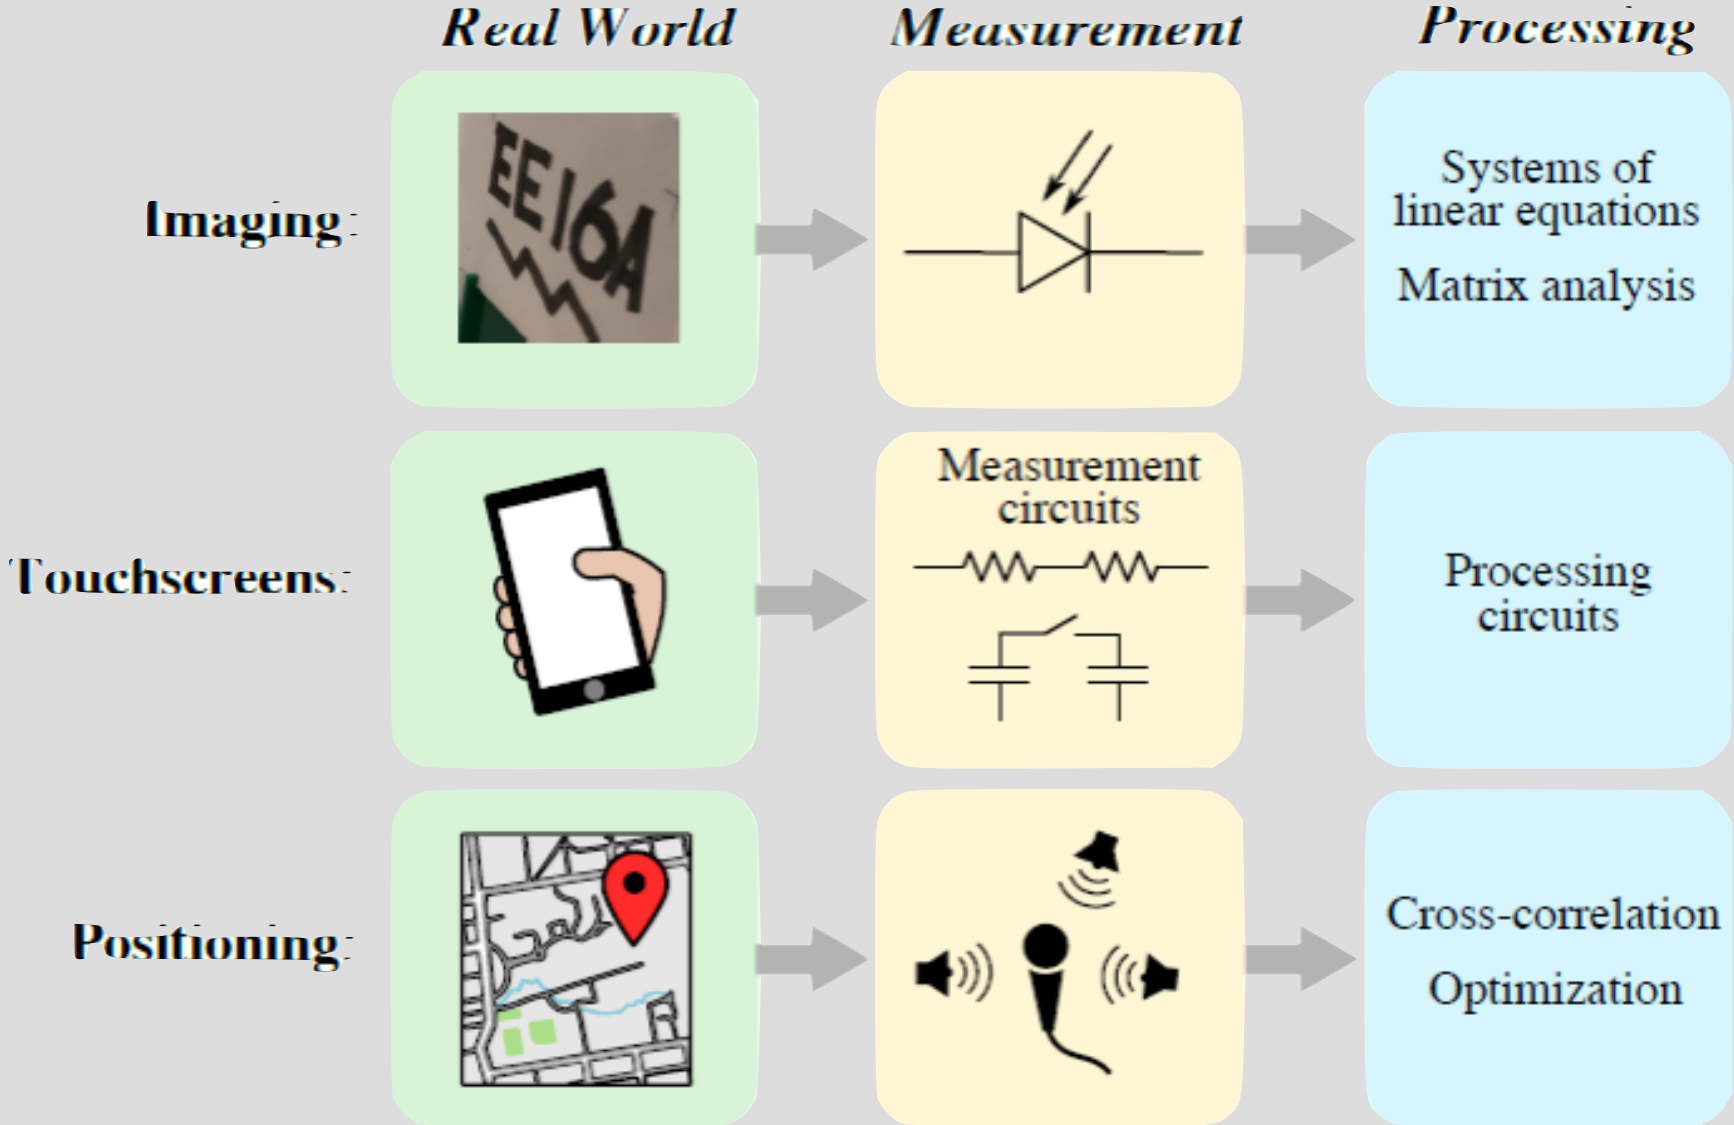 Real World
Measurement
Processing
Imaging:
EE16A
Systems of
linear equations
Matrix analysis
Touchscreens:
Measurement
circuits
Processing
circuits
Positioning:
Cross-correlation
Optimization